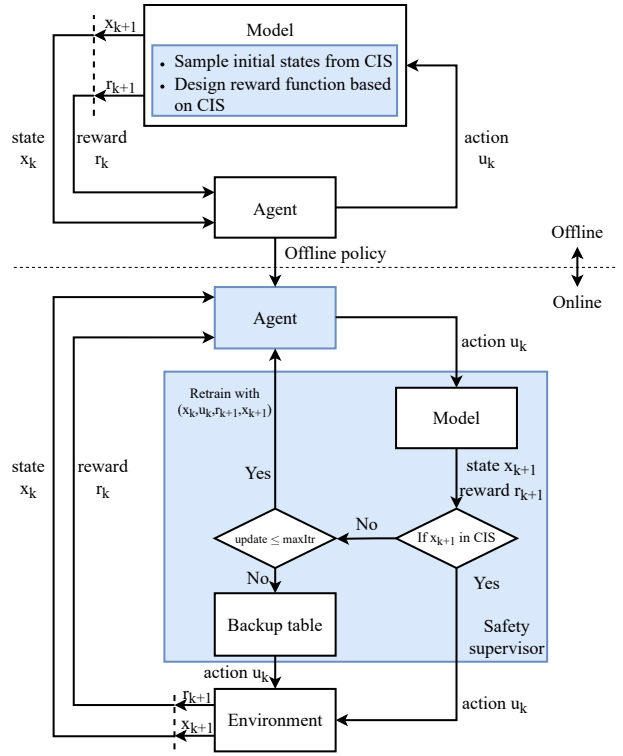 x_{k+1}
Model
• Sample initial states from CIS
• Design reward function based
on CIS
r_{k+1}
state
x_k
reward
r_k
action
u_k
Agent
Offline policy
Offline
Online
Agent
action u_k
Retrain with
(x_k,u_k,r_{k+1},x_{k+1})
Model
state
x_k
reward
r_k
state x_{k+1}
reward r_{k+1}
Yes
No
update ≤ maxItr
If x_{k+1} in CIS
No
Yes
Backup table
Safety
supervisor
action u_k
r_{k+1}
action u_k
x_{k+1}
Environment